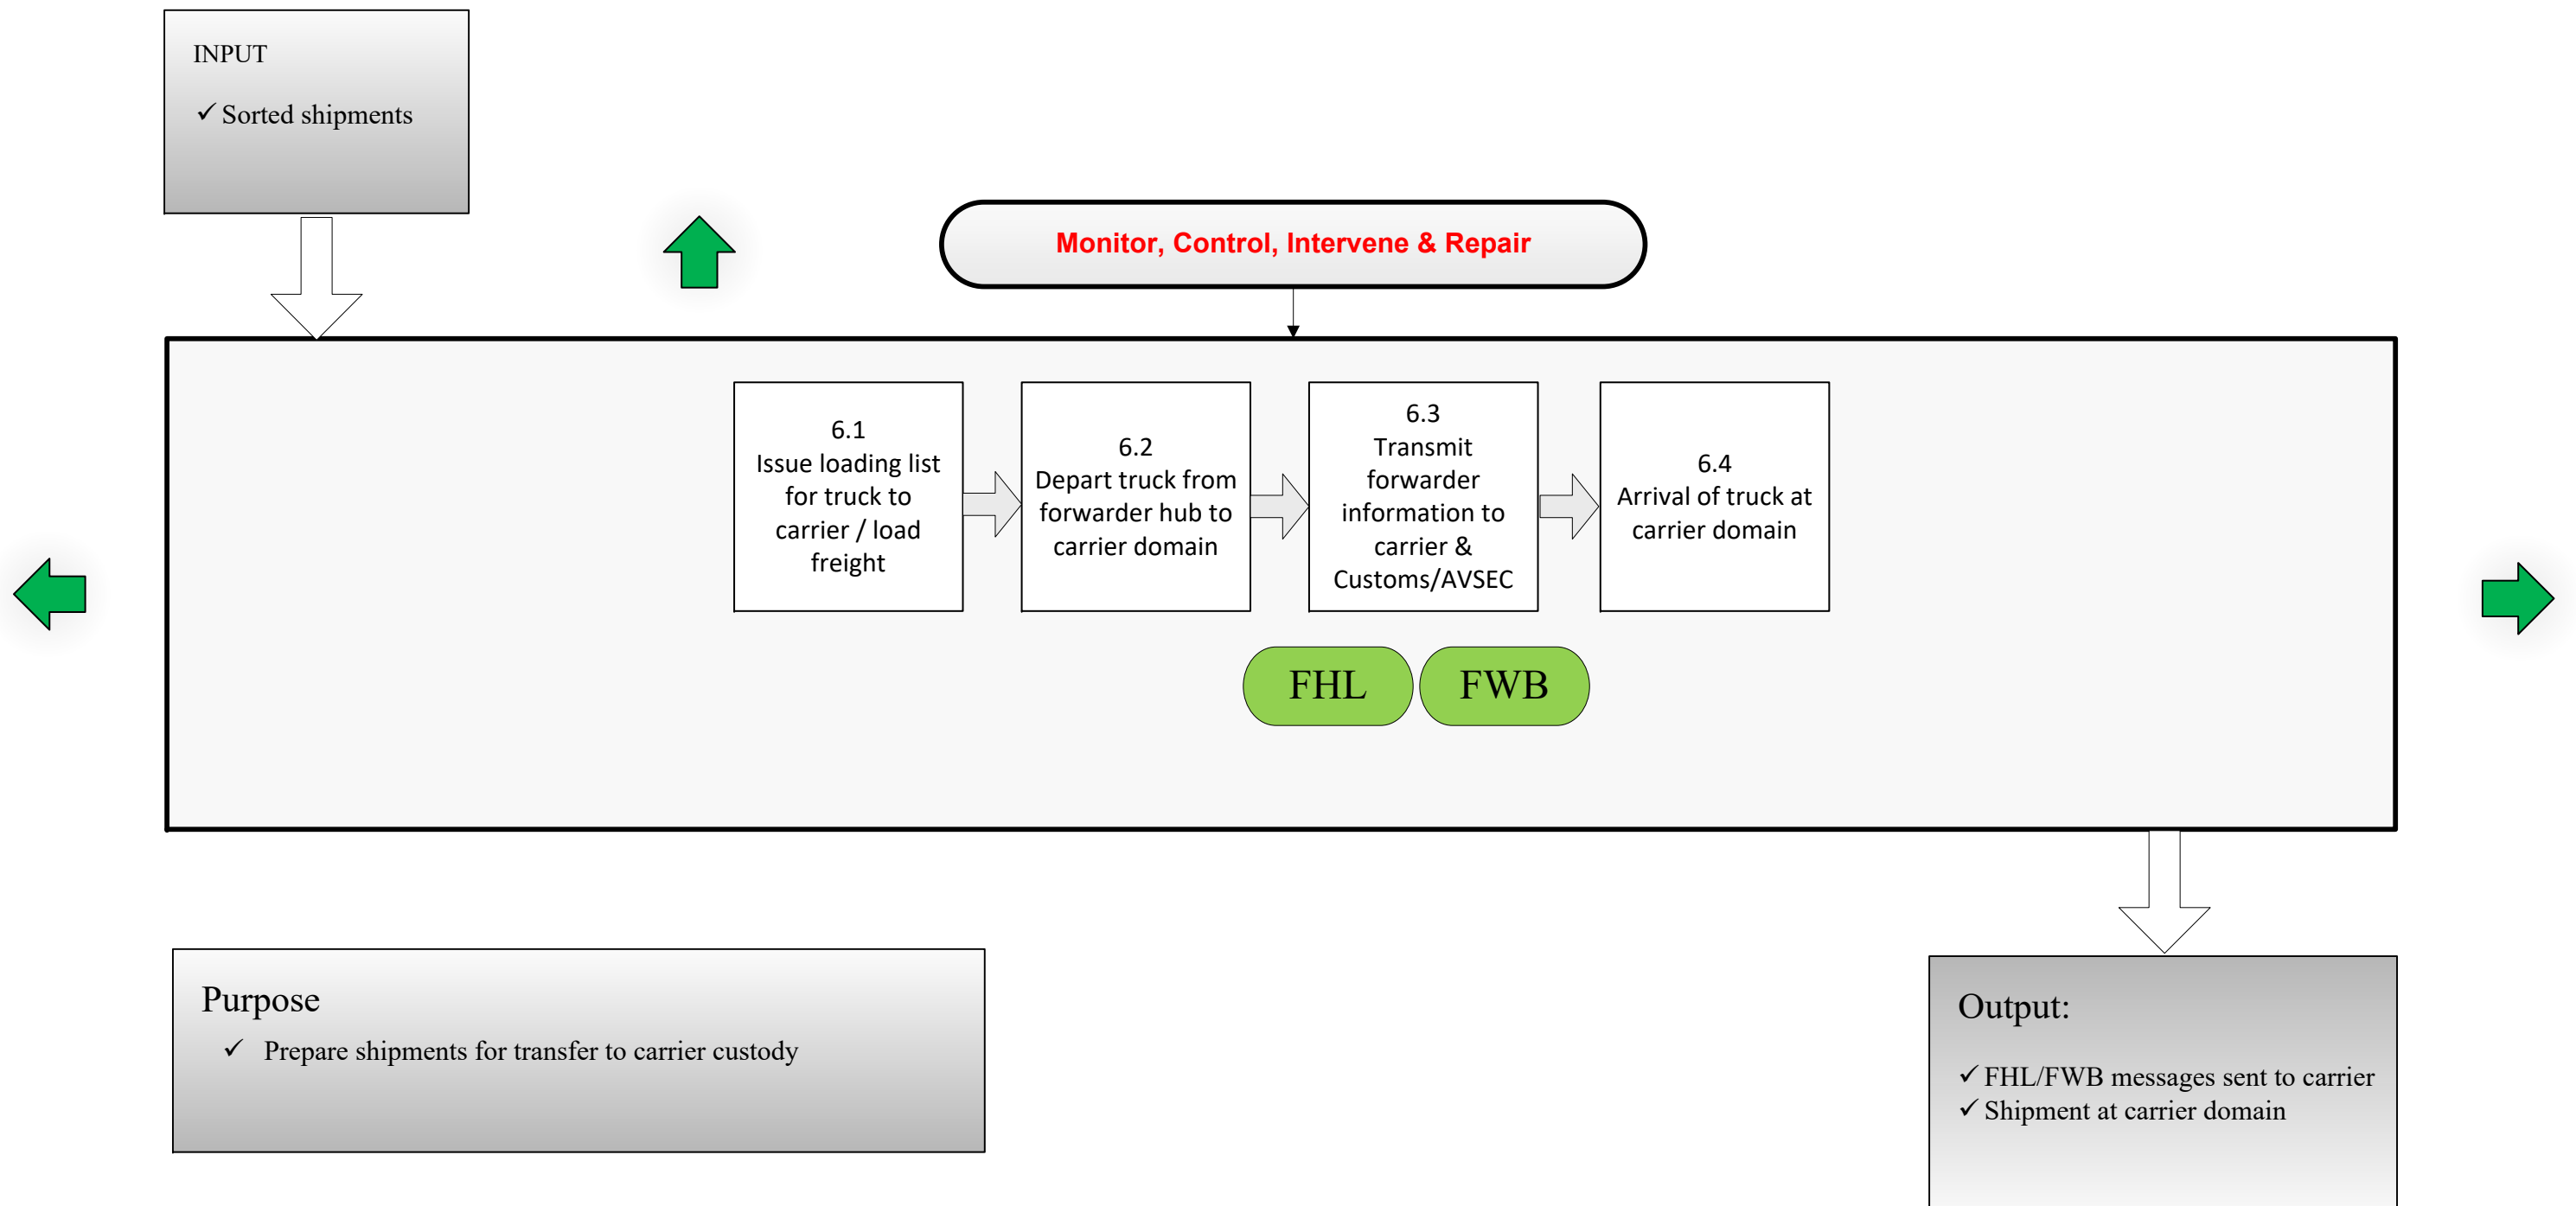 INPUT
✓ Sorted shipments
Monitor, Control, Intervene & Repair
6.1
Issue loading list
for truck to
carrier / load
freight
6.2
Depart truck from
forwarder hub to
carrier domain
6.3
Transmit
forwarder
information to
carrier &
Customs/AVSEC
6.4
Arrival of truck at
carrier domain
FHL
FWB
Purpose
✓ Prepare shipments for transfer to carrier custody
Output:
✓ FHL/FWB messages sent to carrier
✓ Shipment at carrier domain